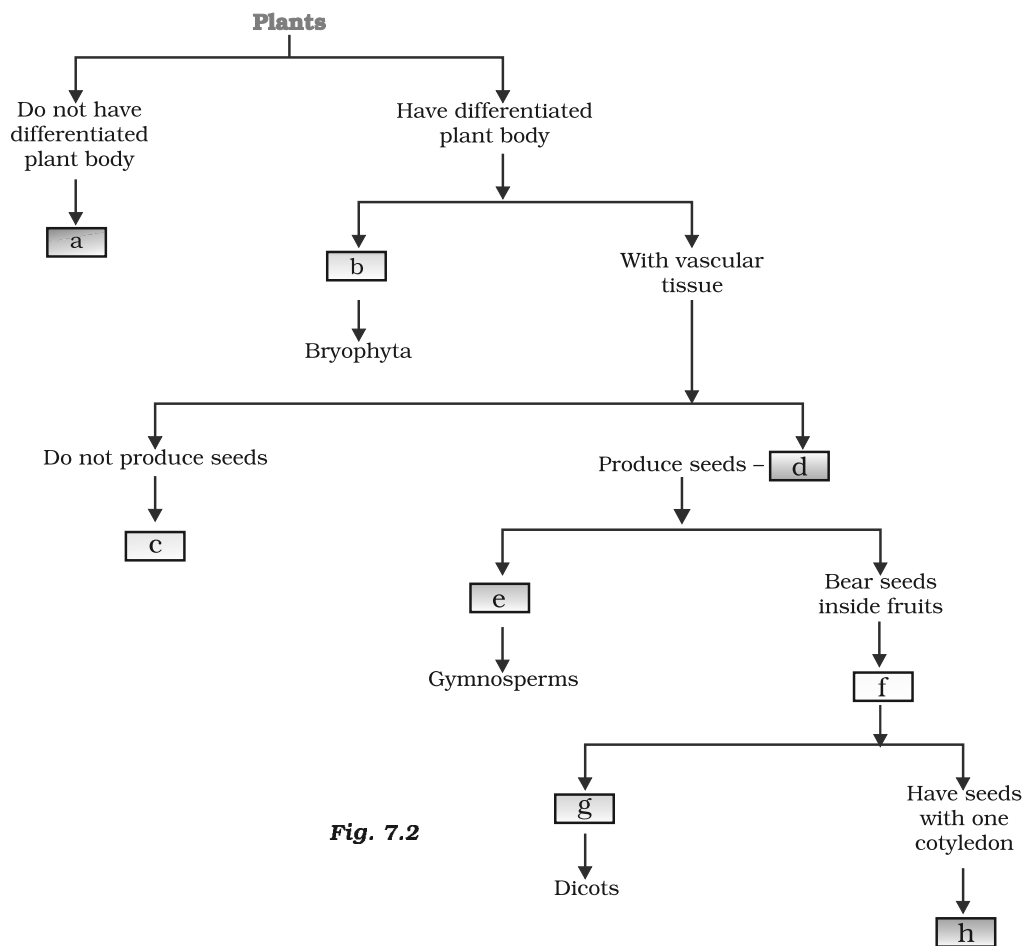 Plants
Do not have
differentiated
plant body
Have differentiated
plant body
a
b
With vascular
tissue
Bryophyta
Do not produce seeds
Produce seeds – d
c
e
Bear seeds
inside fruits
Gymnosperms
f
g
Have seeds
with one
cotyledon
Fig. 7.2
Dicots
h